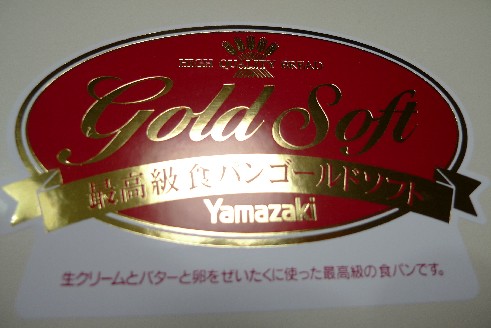 HIGH QUALITY BRAND
Gold Soft
最高級食パンゴールドソフト
Yamazaki
生クリームとバターと卵をぜいたくに使った最高級の食パンです。